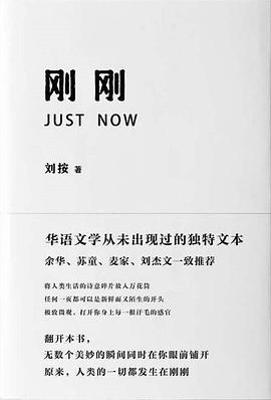 刚刚
JUST NOW
刘按 著
华语文学从未出现过的独特文本
余华、苏童、麦家、刘杰文一致推荐
将人类生活的诗意碎片放入万花筒
任何一页都可以是新鲜而又陌生的开头
极致微观，打开你身上每一根汗毛的感官
翻开本书，
无数个美妙的瞬间同时在你眼前铺开
原来，人类的一切都发生在刚刚